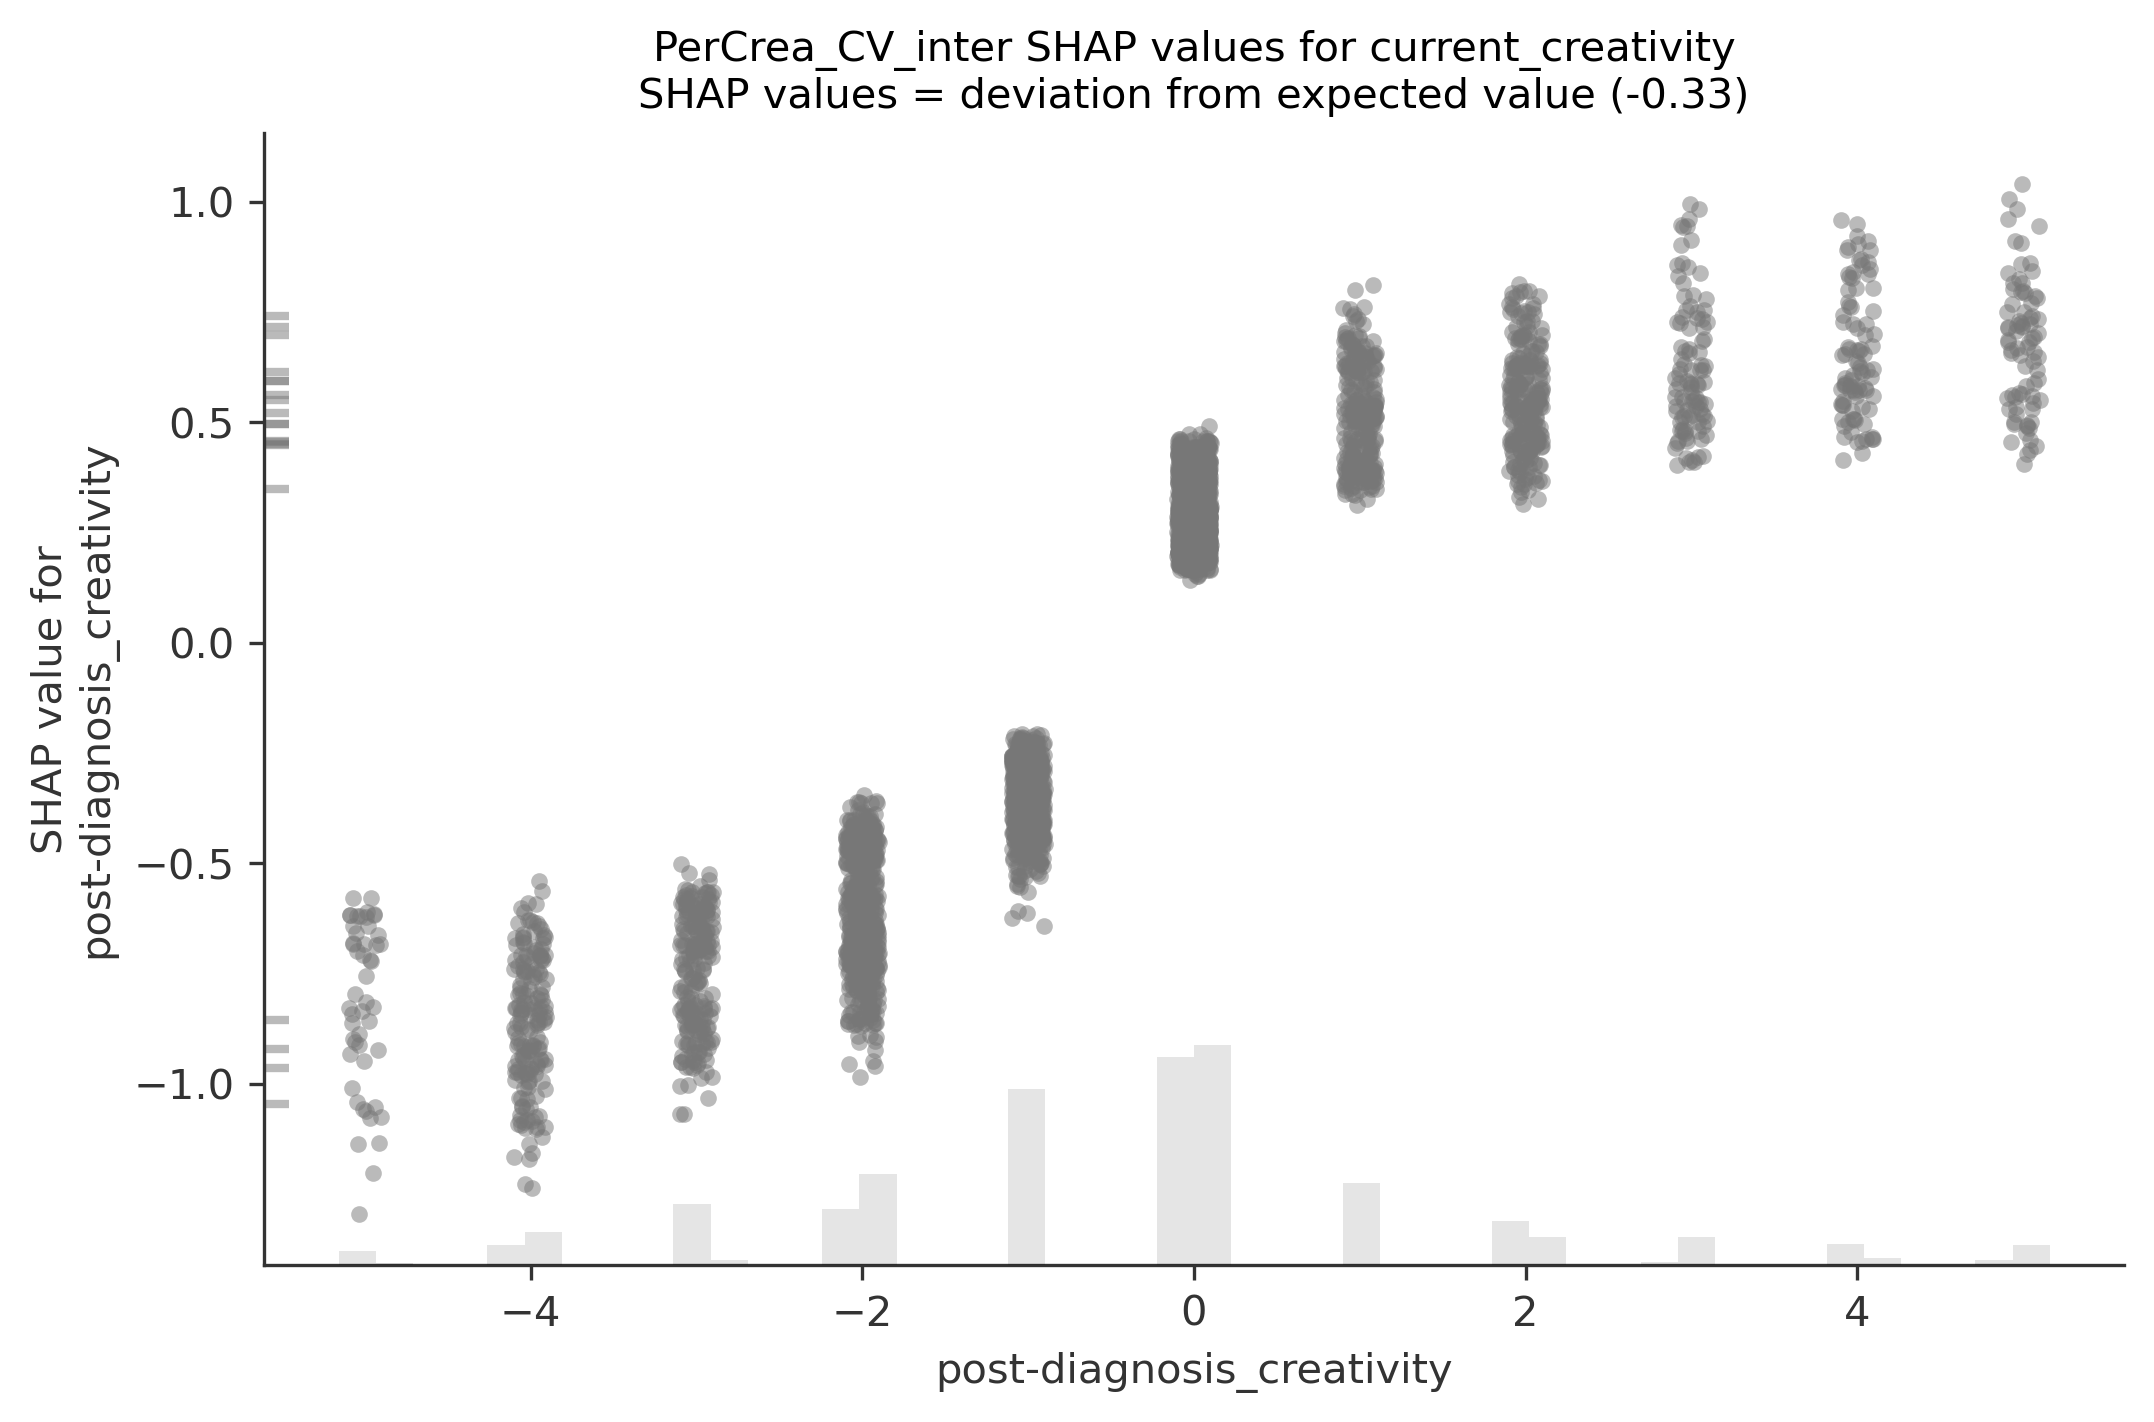 PerCrea_CV_inter SHAP values for current_creativity
SHAP values = deviation from expected value (-0.33)
1.0
0.5
0.0
−0.5
−1.0
SHAP value for
post-diagnosis_creativity
−4
−2
0
2
4
post-diagnosis_creativity